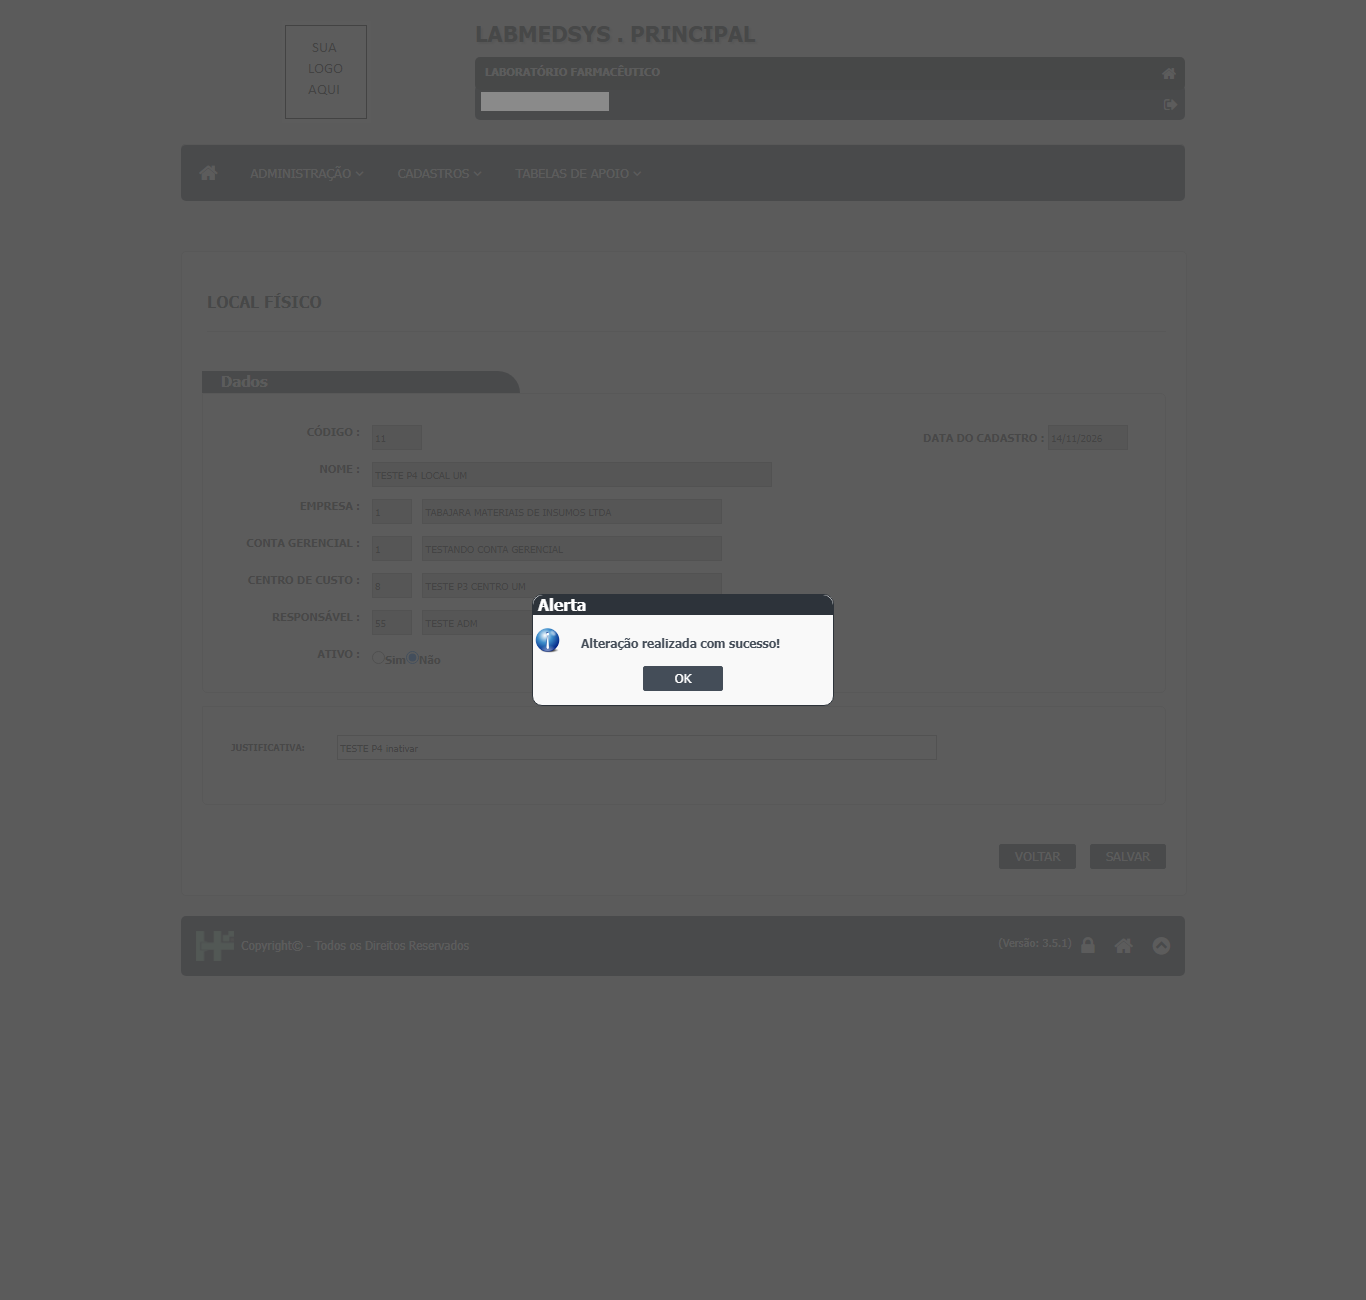 SUA
LOGO
AQUI
LABMEDSYS . PRINCIPAL
LABORATÓRIO FARMACÊUTICO
ADMINISTRAÇÃO CADASTROS TABELAS DE APOIO
LOCAL FÍSICO
Dados
CÓDIGO : 11 DATA DO CADASTRO : 14/11/2026
NOME : TESTE P4 LOCAL UM
EMPRESA : 1 TABAJARA MATERIAIS DE INSUMOS LTDA.
CONTA GERENCIAL : 1 TESTANDO CONTA GERENCIAL
CENTRO DE CUSTO : 8 TESTE P3 CENTRO UM
RESPONSÁVEL : 55 TESTE ADM
ATIVO : Sim Não
Alerta
Alteração realizada com sucesso!
OK
JUSTIFICATIVA: TESTE P4 inativar
VOLTAR SALVAR
Copyright© - Todos os Direitos Reservados (Versão: 3.5.1)